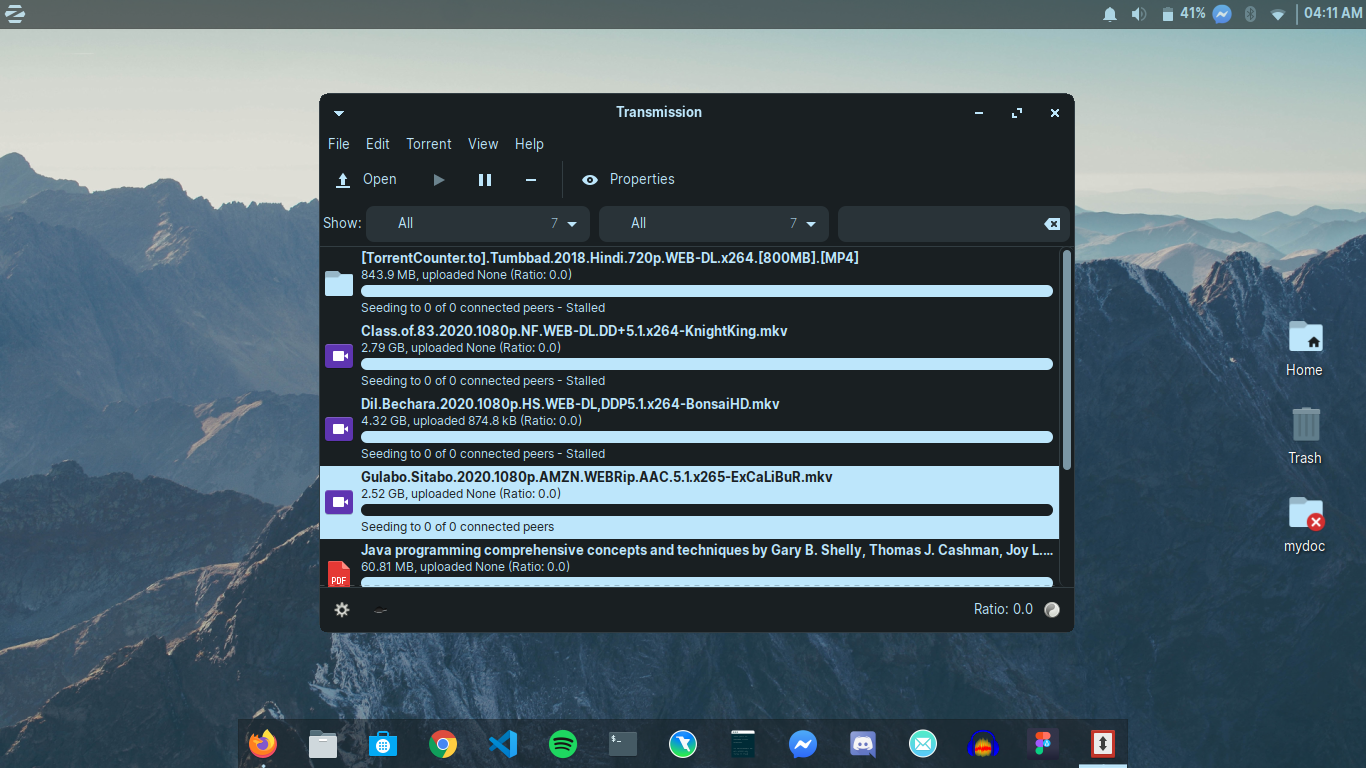 41%
04:11 AM
Transmission
File Edit Torrent View Help
Open
Properties
Show:
All 7
All 7
[TorrentCounter.to].Tumbbad.2018.Hindi.720p.WEB-DL.x264.[800MB].[MP4]
843.9 MB, uploaded None (Ratio: 0.0)
Seeding to 0 of 0 connected peers - Stalled
Class.of.83.2020.1080p.NF.WEB-DL.DD+5.1.x264-KnightKing.mkv
2.79 GB, uploaded None (Ratio: 0.0)
Seeding to 0 of 0 connected peers - Stalled
Dil.Bechara.2020.1080p.HS.WEB-DL,DDP5.1.x264-BonsaiHD.mkv
4.32 GB, uploaded 874.8 kB (Ratio: 0.0)
Seeding to 0 of 0 connected peers - Stalled
Gulabo.Sitabo.2020.1080p.AMZN.WEBRip.AAC.5.1.x265-ExCaLiBuR.mkv
2.52 GB, uploaded None (Ratio: 0.0)
Seeding to 0 of 0 connected peers
Java programming comprehensive concepts and techniques by Gary B. Shelly, Thomas J. Cashman, Joy L....
60.81 MB, uploaded None (Ratio: 0.0)
PDF
Ratio: 0.0
Home
Trash
mydoc